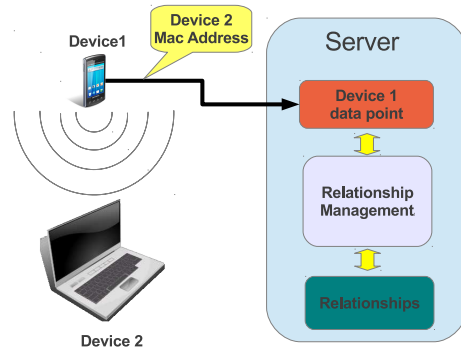 Device1
Device 2
Mac Address
Server
Device 1
data point
Relationship
Management
Relationships
Device 2